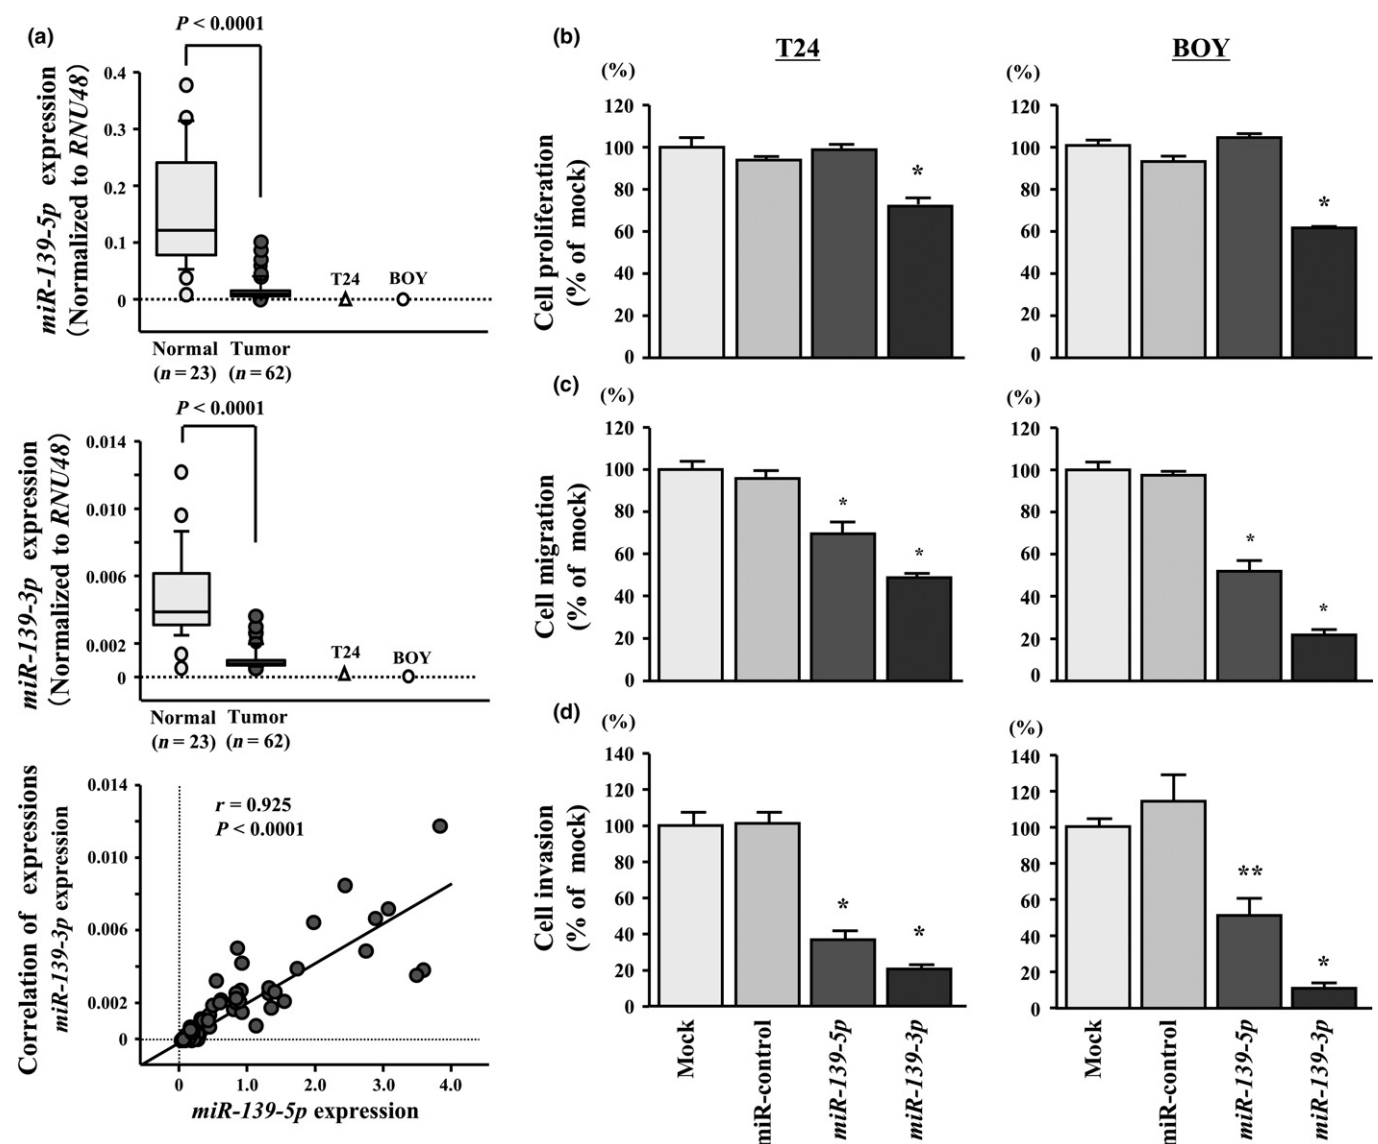 (a)
P < 0.0001
miR-139-5p expression
(Normalized to RNU48)
0.4
0.3
0.2
0.1
0
T24
BOY
Normal Tumor
(n = 23) (n = 62)
P < 0.0001
miR-139-3p expression
(Normalized to RNU48)
0.014
0.010
0.006
0.002
0
T24
BOY
Normal Tumor
(n = 23) (n = 62)
Correlation of expressions
miR-139-3p expression
0.014
0.010
0.006
0.002
0
r = 0.925
P < 0.0001
0 1.0 2.0 3.0 4.0
miR-139-5p expression
(b)
T24
BOY
Cell proliferation
(% of mock)
(%)
120
100
80
60
40
20
0
*
(%)
120
100
80
60
40
20
0
*
(c)
Cell migration
(% of mock)
(%)
120
100
80
60
40
20
0
*
*
(%)
120
100
80
60
40
20
0
*
*
(d)
Cell invasion
(% of mock)
(%)
140
120
100
80
60
40
20
0
*
*
Mock
miR-control
miR-139-5p
miR-139-3p
(%)
140
120
100
80
60
40
20
0
**
*
Mock
miR-control
miR-139-5p
miR-139-3p